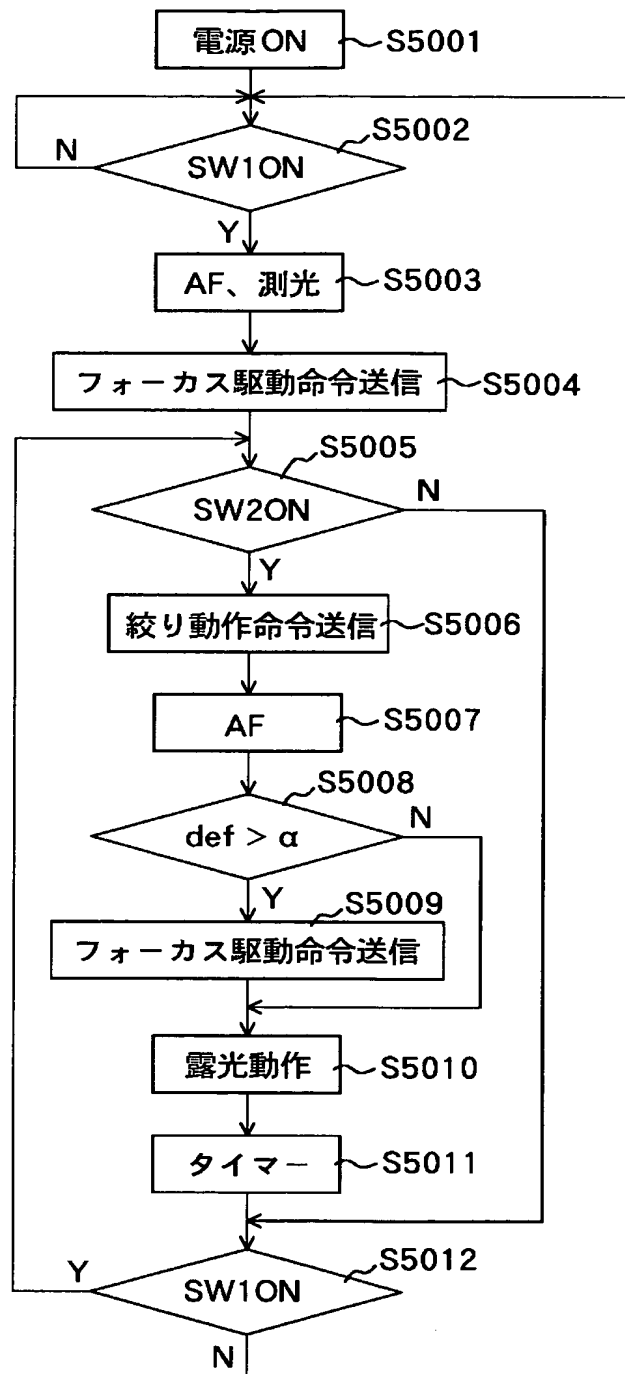 電源ON S5001
S5002
N
SW1ON
Y
AF、測光 S5003
フォーカス駆動命令送信 S5004
S5005
SW2ON
N
Y
絞り動作命令送信 S5006
AF S5007
S5008
def > α
N
Y
S5009
フォーカス駆動命令送信
露光動作 S5010
タイマー S5011
S5012
Y
SW1ON
N